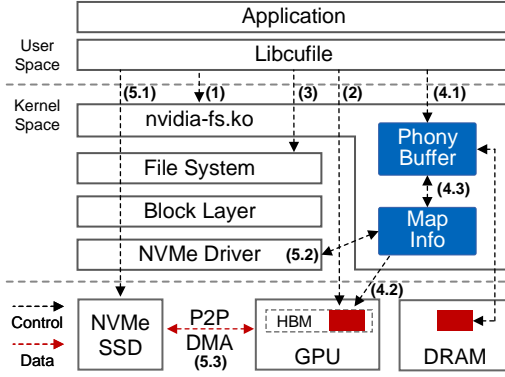 Application
Libcufile
User
Space
(5.1)
(1)
(3)
(2)
(4.1)
Kernel
Space
nvidia-fs.ko
Phony
Buffer
File System
(4.3)
Block Layer
Map
Info
NVMe Driver
(5.2)
(4.2)
Control
Data
NVMe
SSD
P2P
DMA
(5.3)
HBM
GPU
DRAM